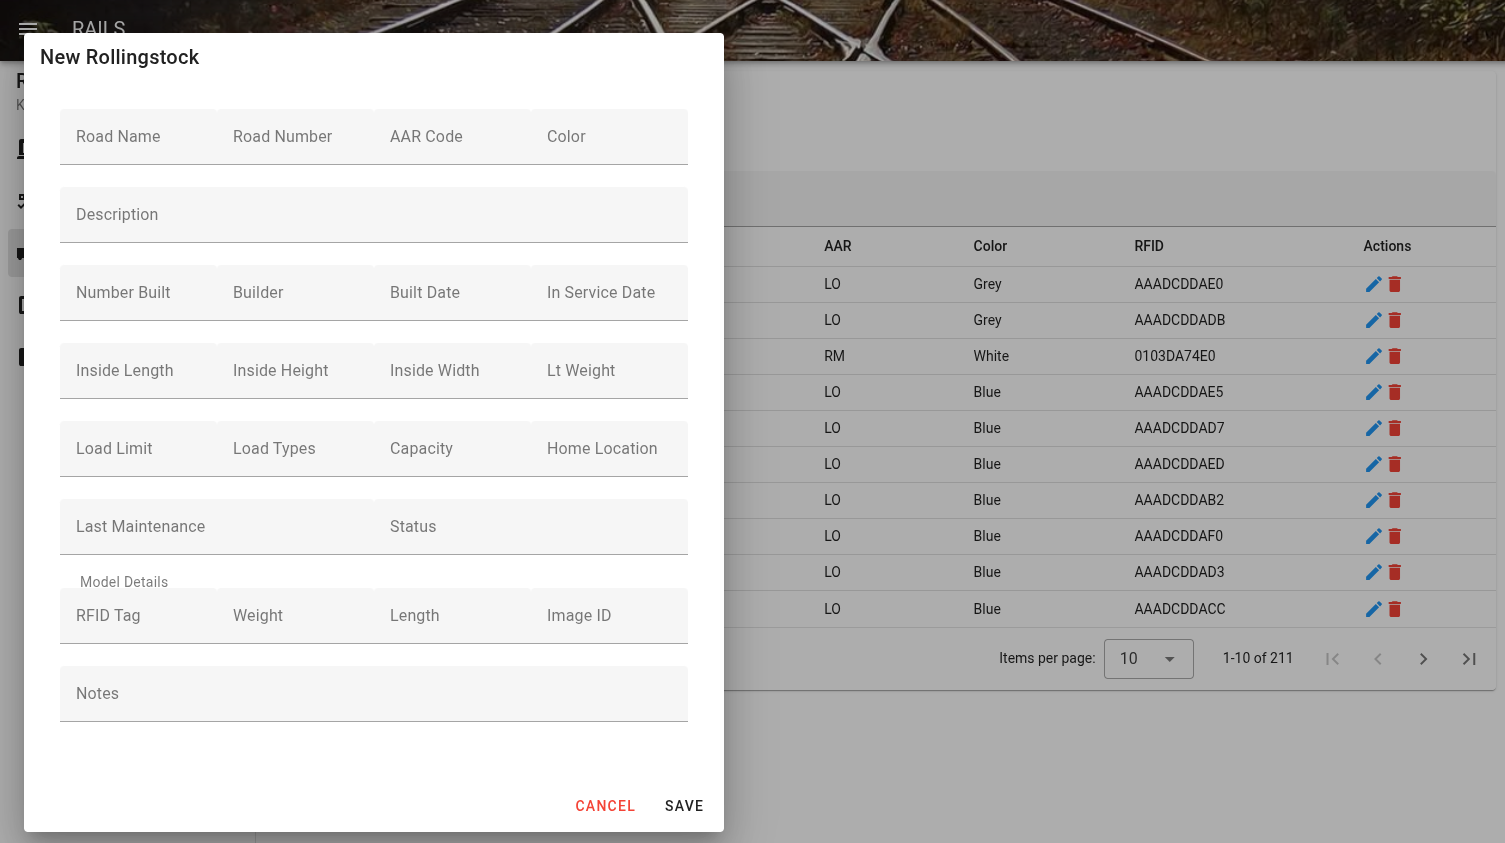 RAILS
New Rollingstock
Road Name Road Number AAR Code Color
Description
Number Built Builder Built Date In Service Date
Inside Length Inside Height Inside Width Lt Weight
Load Limit Load Types Capacity Home Location
Last Maintenance Status
Model Details
RFID Tag Weight Length Image ID
Notes
CANCEL SAVE
AAR Color RFID Actions
LO Grey AAADCDDAE0
LO Grey AAADCDDADB
RM White 0103DA74E0
LO Blue AAADCDDAE5
LO Blue AAADCDDAD7
LO Blue AAADCDDAED
LO Blue AAADCDDAB2
LO Blue AAADCDDAF0
LO Blue AAADCDDAD3
LO Blue AAADCDDACC
Items per page: 10 1-10 of 211